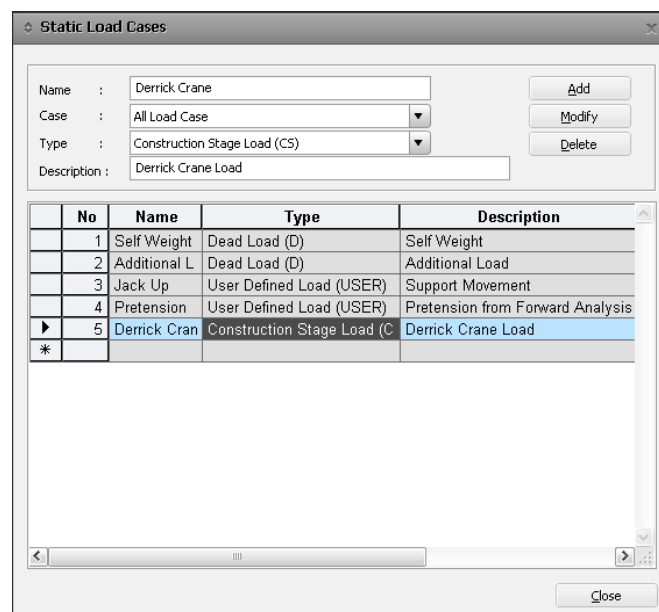 Static Load Cases
Name : Derrick Crane Add
Case : All Load Case Modify
Type : Construction Stage Load (CS) Delete
Description : Derrick Crane Load
No Name Type Description
1 Self Weight Dead Load (D) Self Weight
2 Additional L Dead Load (D) Additional Load
3 Jack Up User Defined Load (USER) Support Movement
4 Pretension User Defined Load (USER) Pretension from Forward Analysis
5 Derrick Cran Construction Stage Load (C Derrick Crane Load
Close